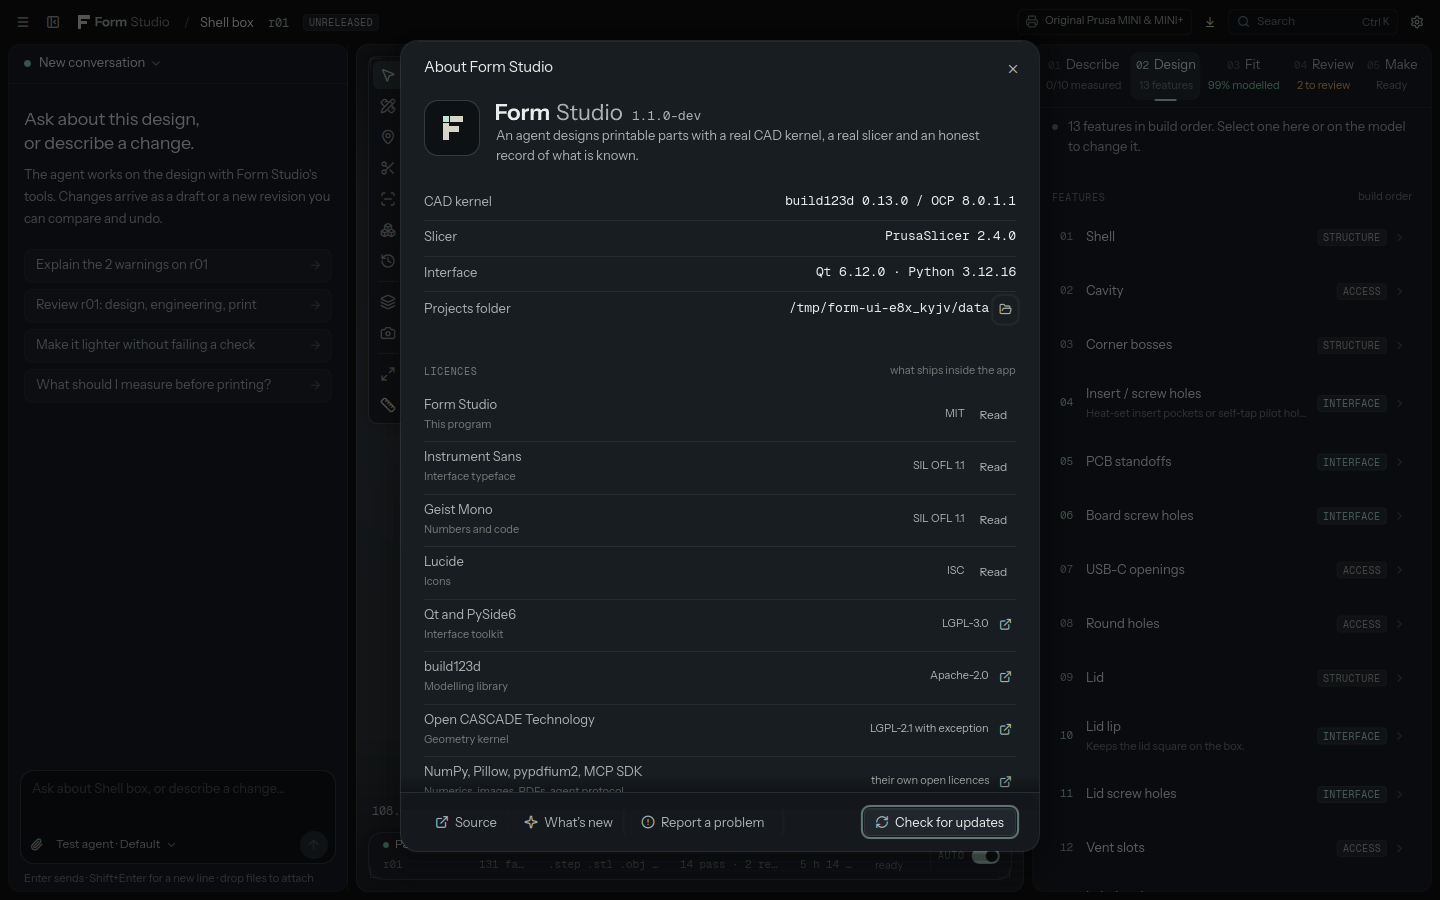 Form Studio / Shell box r01 UNRELEASED
Original Prusa MINI & MINI+
Search Ctrl K
New conversation
Ask about this design,
or describe a change.
The agent works on the design with Form Studio's
tools. Changes arrive as a draft or a new revision you
can compare and undo.
Explain the 2 warnings on r01
Review r01: design, engineering, print
Make it lighter without failing a check
What should I measure before printing?
Ask about Shell box, or describe a change...
Test agent · Default
Enter sends · Shift+Enter for a new line · drop files to attach
About Form Studio
Form Studio 1.1.0-dev
An agent designs printable parts with a real CAD kernel, a real slicer and an honest
record of what is known.
CAD kernel build123d 0.13.0 / OCP 8.0.1.1
Slicer PrusaSlicer 2.4.0
Interface Qt 6.12.0 · Python 3.12.16
Projects folder /tmp/form-ui-e8x_kyjv/data
LICENCES what ships inside the app
Form Studio
This program
MIT Read
Instrument Sans
Interface typeface
SIL OFL 1.1 Read
Geist Mono
Numbers and code
SIL OFL 1.1 Read
Lucide
Icons
ISC Read
Qt and PySide6
Interface toolkit
LGPL-3.0
build123d
Modelling library
Apache-2.0
Open CASCADE Technology
Geometry kernel
LGPL-2.1 with exception
NumPy, Pillow, pypdfium2, MCP SDK
Numerics, images, PDFs, agent protocol
their own open licences
Source What's new Report a problem Check for updates
108.
r01 131 fa… .step .stl .obj … 14 pass · 2 re… 5 h 14 … ready
AUTO
01 Describe 02 Design 03 Fit 04 Review 05 Make
0/10 measured 13 features 99% modelled 2 to review Ready
13 features in build order. Select one here or on the model
to change it.
FEATURES build order
01 Shell STRUCTURE
02 Cavity ACCESS
03 Corner bosses STRUCTURE
04 Insert / screw holes INTERFACE
Heat-set insert pockets or self-tap pilot hol…
05 PCB standoffs INTERFACE
06 Board screw holes INTERFACE
07 USB-C openings ACCESS
08 Round holes ACCESS
09 Lid STRUCTURE
10 Lid lip INTERFACE
Keeps the lid square on the box.
11 Lid screw holes INTERFACE
12 Vent slots ACCESS